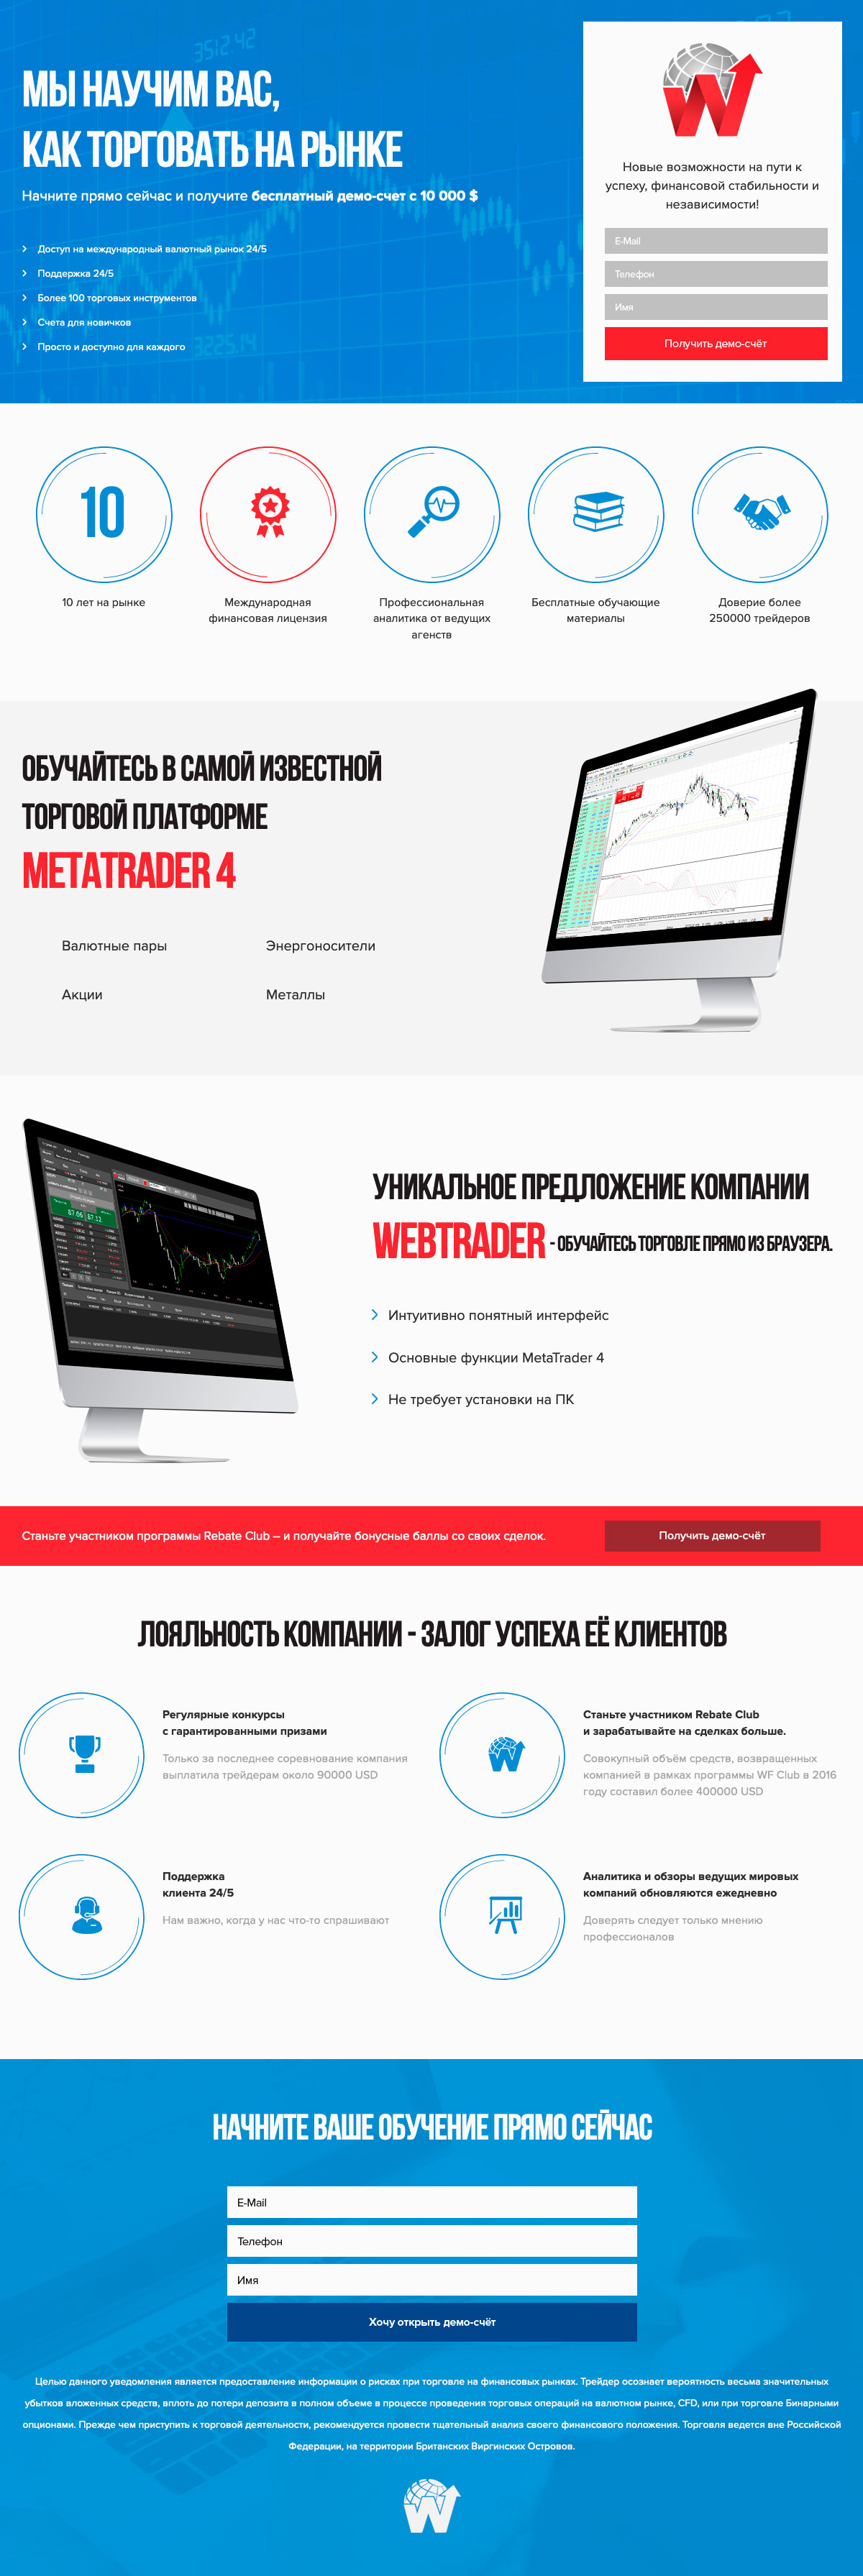 3512.42
МЫ НАУЧИМ ВАС,
КАК ТОРГОВАТЬ НА РЫНКЕ
Начните прямо сейчас и получите бесплатный демо-счет с 10 000 $
Доступ на международный валютный рынок 24/5
Поддержка 24/5
Более 100 торговых инструментов
Счета для новичков
Просто и доступно для каждого
3225.14
Новые возможности на пути к
успеху, финансовой стабильности и
независимости!
E-Mail
Телефон
Имя
Получить демо-счёт
10
10 лет на рынке
Международная
финансовая лицензия
Профессиональная
аналитика от ведущих
агенств
Бесплатные обучающие
материалы
Доверие более
250000 трейдеров
ОБУЧАЙТЕСЬ В САМОЙ ИЗВЕСТНОЙ
ТОРГОВОЙ ПЛАТФОРМЕ
METATRADER 4
Валютные пары
Энергоносители
Акции
Металлы
87.06 87.12
УНИКАЛЬНОЕ ПРЕДЛОЖЕНИЕ КОМПАНИИ
WEBTRADER - ОБУЧАЙТЕСЬ ТОРГОВЛЕ ПРЯМО ИЗ БРАУЗЕРА.
Интуитивно понятный интерфейс
Основные функции MetaTrader 4
Не требует установки на ПК
Станьте участником программы Rebate Club – и получайте бонусные баллы со своих сделок.
Получить демо-счёт
ЛОЯЛЬНОСТЬ КОМПАНИИ - ЗАЛОГ УСПЕХА ЕЁ КЛИЕНТОВ
Регулярные конкурсы
с гарантированными призами
Только за последнее соревнование компания
выплатила трейдерам около 90000 USD
Станьте участником Rebate Club
и зарабатывайте на сделках больше.
Совокупный объём средств, возвращенных
компанией в рамках программы WF Club в 2016
году составил более 400000 USD
Поддержка
клиента 24/5
Нам важно, когда у нас что-то спрашивают
Аналитика и обзоры ведущих мировых
компаний обновляются ежедневно
Доверять следует только мнению
профессионалов
НАЧНИТЕ ВАШЕ ОБУЧЕНИЕ ПРЯМО СЕЙЧАС
E-Mail
Телефон
Имя
Хочу открыть демо-счёт
Целью данного уведомления является предоставление информации о рисках при торговле на финансовых рынках. Трейдер осознает вероятность весьма значительных
убытков вложенных средств, вплоть до потери депозита в полном объеме в процессе проведения торговых операций на валютном рынке, CFD, или при торговле Бинарными
опционами. Прежде чем приступить к торговой деятельности, рекомендуется провести тщательный анализ своего финансового положения. Торговля ведется вне Российской
Федерации, на территории Британских Виргинских Островов.